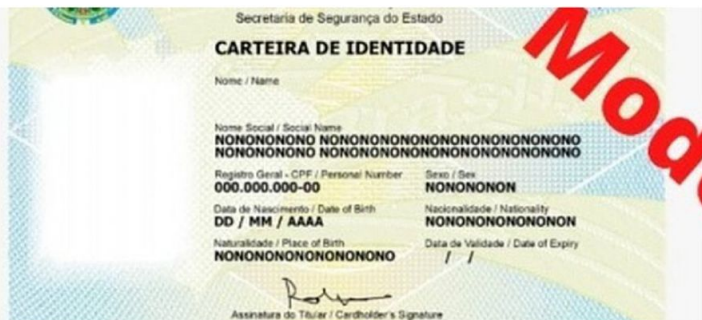 Secretaria de Segurança do Estado
CARTEIRA DE IDENTIDADE
Nome / Name
Nome Social / Social Name
NONONONONO NONONONONONONONONONONONONO
NONONONONO NONONONONONONONONONONONONO
Registro Geral - CPF / Personal Number Sexo / Sex
000.000.000-00 NONONONON
Data de Nascimento / Date of Birth Nacionalidade / Nationality
DD / MM / AAAA NONONONONONONON
Naturalidade / Place of Birth Data de Validade / Date of Expiry
NONONONONONONONONO / /
Assinatura do Titular / Cardholder's Signature